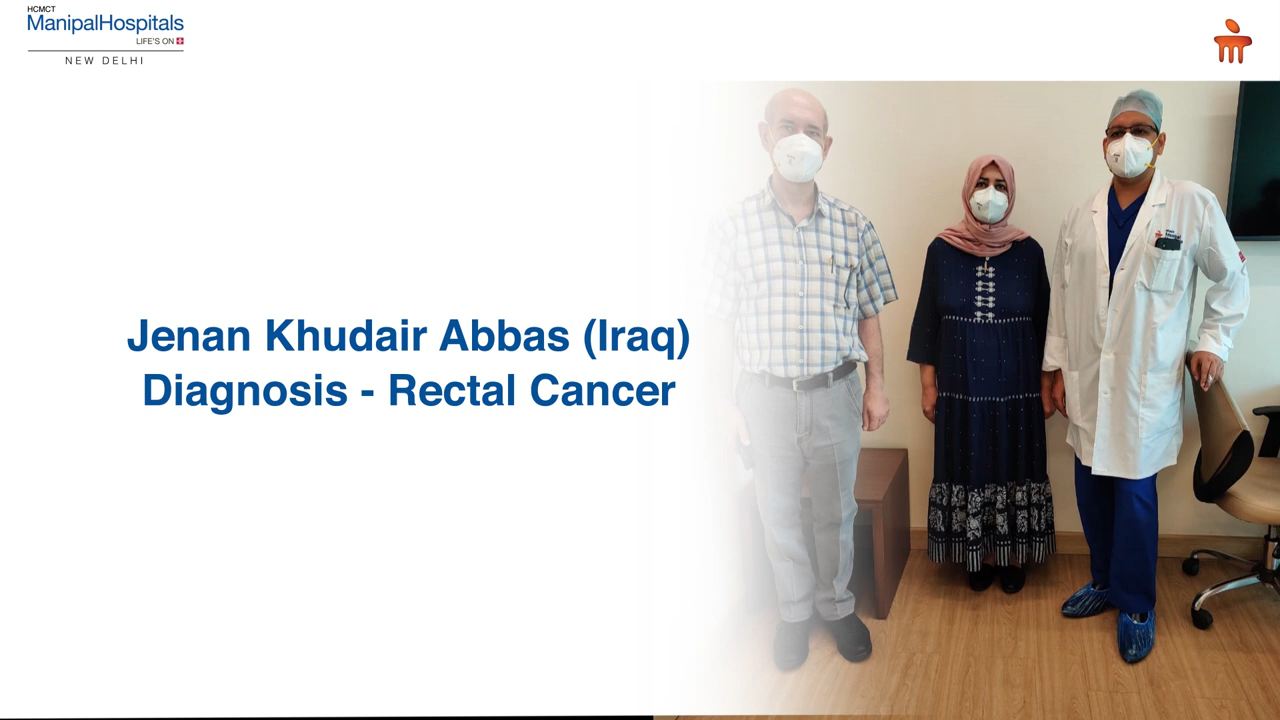 HCMCT
ManipalHospitals
LIFE'S ON
NEW DELHI
Jenan Khudair Abbas (Iraq)
Diagnosis - Rectal Cancer